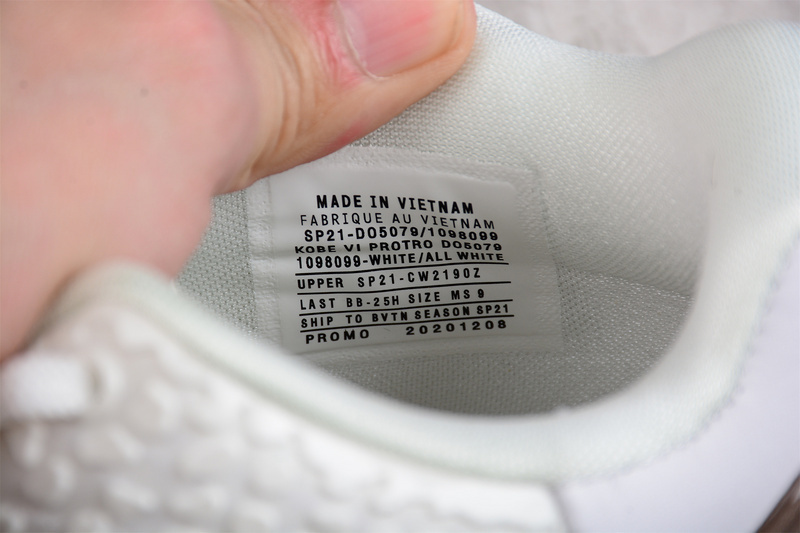 MADE IN VIETNAM
FABRIQUE AU VIETNAM
SP21-DO5079/1098099
KOBE VI PROTRO DO5079
1098099-WHITE/ALL WHITE
UPPER SP21-CW2190Z
LAST BB-25H SIZE MS 9
SHIP TO BVTN SEASON SP21
PROMO 20201208